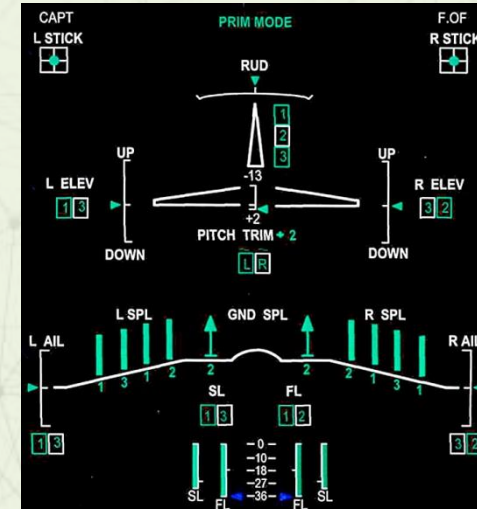 CAPT PRIM MODE F.OF
L STICK R STICK
RUD
1
2
3
UP -13 UP
L ELEV R ELEV
1 3 3 2
+2
PITCH TRIM + 2
DOWN DOWN
L R
L SPL GND SPL R SPL
L AIL R AIL
1 3 1 2 2 2 2 1 3 1
SL FL
1 3 1 2
1 3 3 2
0
-10
-18
-27
-36
SL FL FL SL